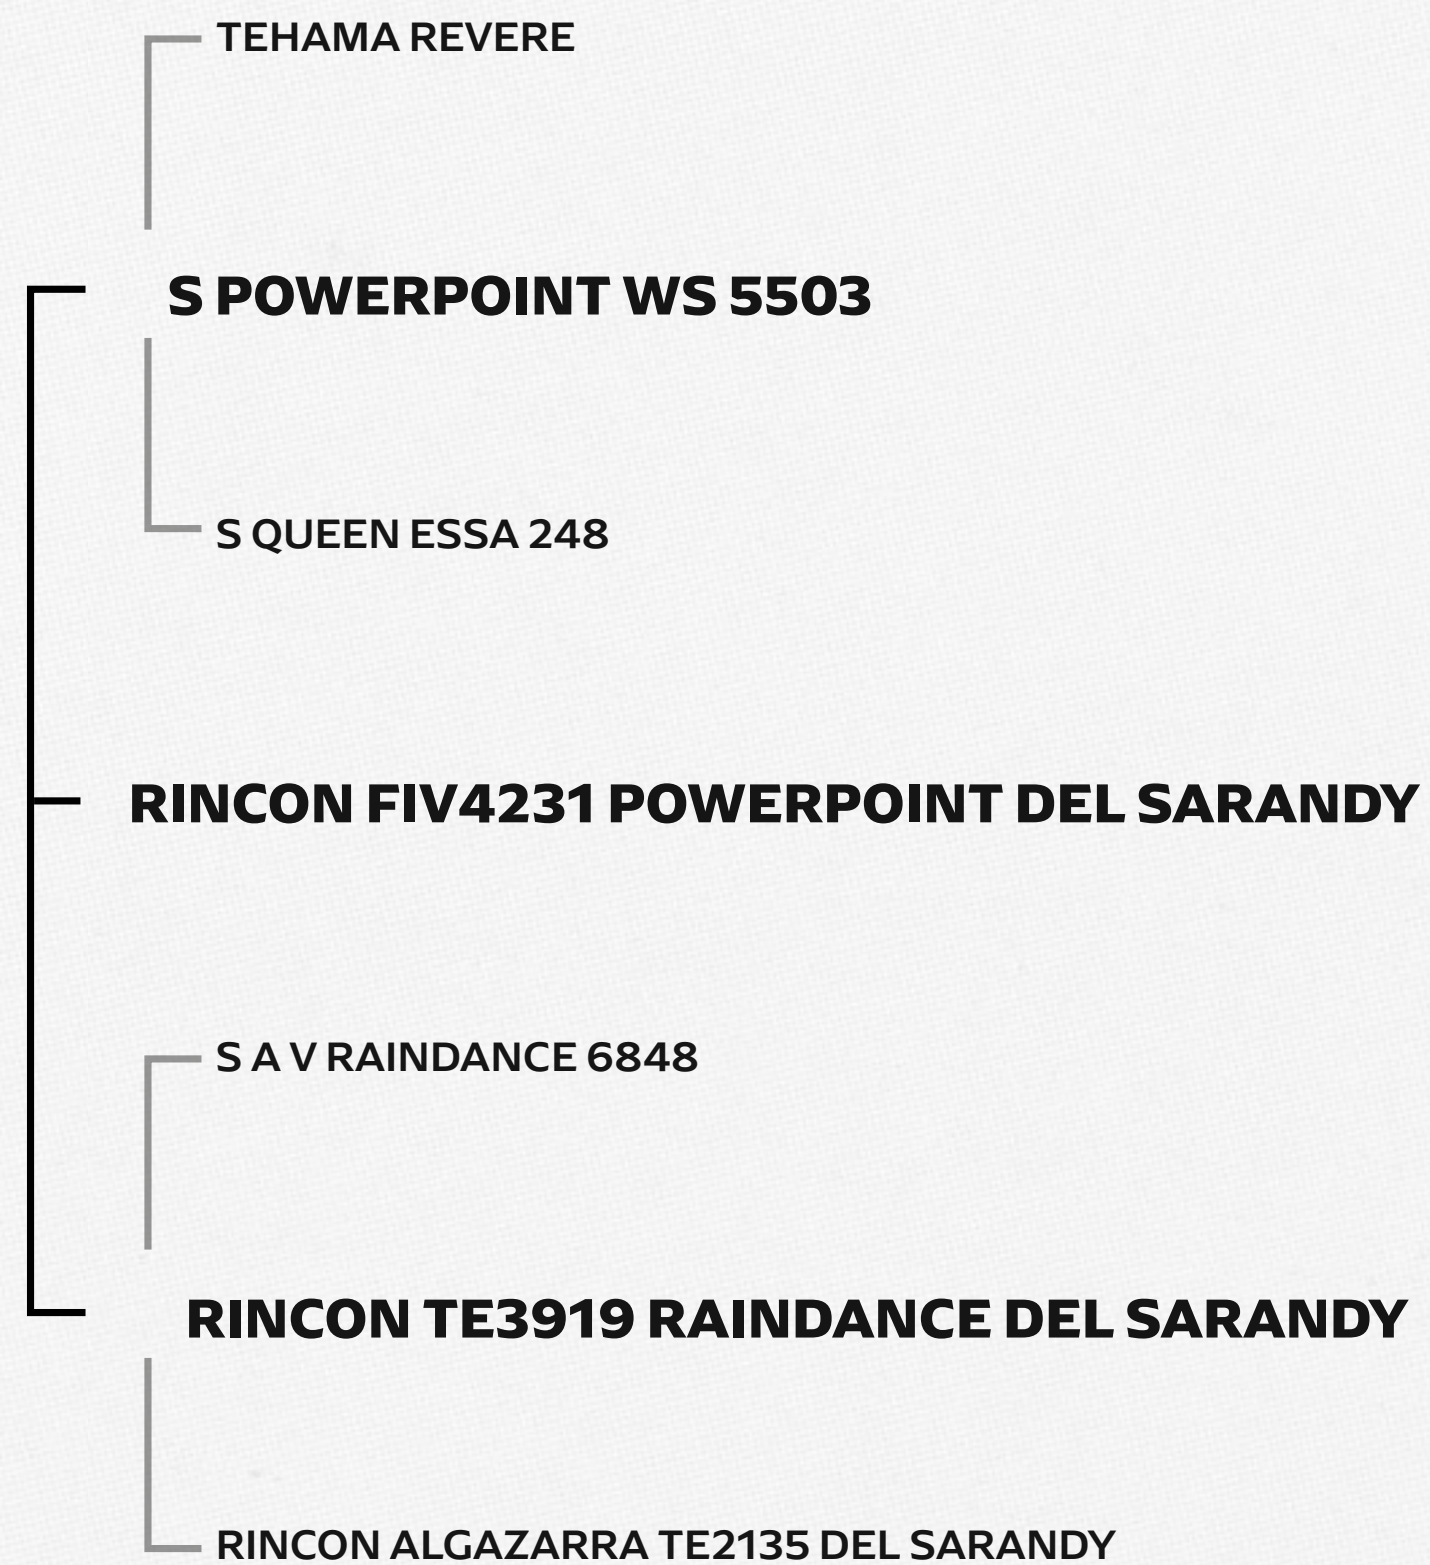 TEHAMA REVERE
S POWERPOINT WS 5503
S QUEEN ESSA 248
RINCON FIV4231 POWERPOINT DEL SARANDY
S A V RAINDANCE 6848
RINCON TE3919 RAINDANCE DEL SARANDY
RINCON ALGAZARRA TE2135 DEL SARANDY